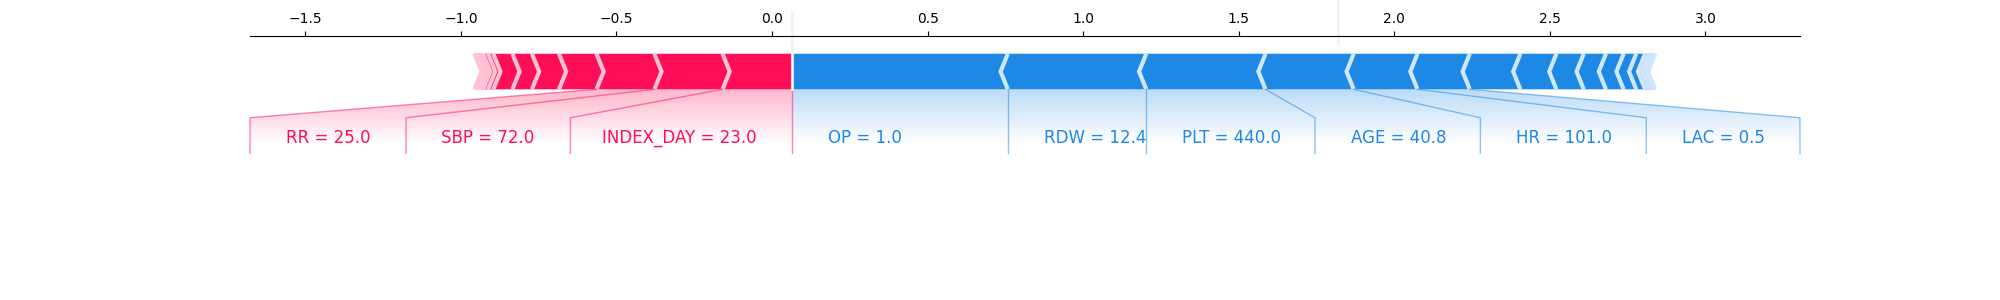 −1.5 −1.0 −0.5 0.0 0.5 1.0 1.5 2.0 2.5 3.0
RR = 25.0 SBP = 72.0 INDEX_DAY = 23.0 OP = 1.0 RDW = 12.4 PLT = 440.0 AGE = 40.8 HR = 101.0 LAC = 0.5